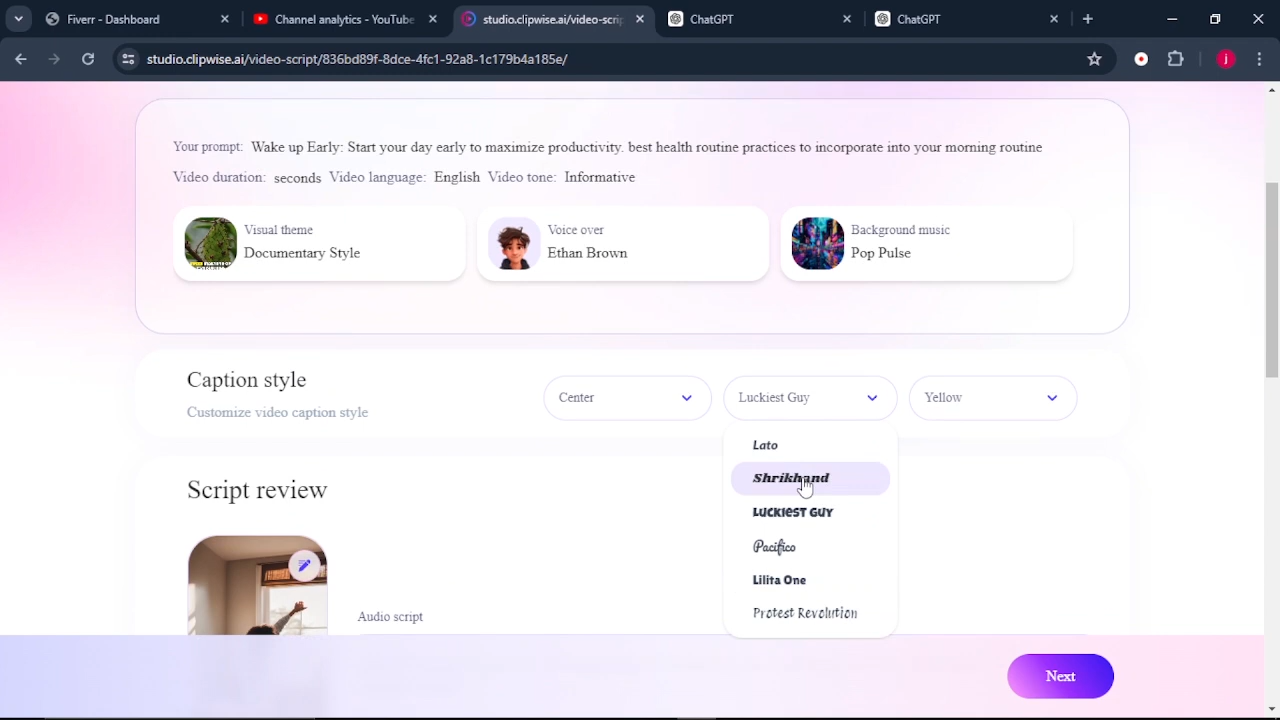 Fiverr - Dashboard
Channel analytics - YouTube
studio.clipwise.ai/video-scrip
ChatGPT
ChatGPT
studio.clipwise.ai/video-script/836bd89f-8dce-4fc1-92a8-1c179b4a185e/
j
Your prompt: Wake up Early: Start your day early to maximize productivity. best health routine practices to incorporate into your morning routine
Video duration: seconds Video language: English Video tone: Informative
Visual theme
Documentary Style
Voice over
Ethan Brown
Background music
Pop Pulse
Caption style
Customize video caption style
Center
Luckiest Guy
Yellow
Lato
Shrikhand
Luckiest Guy
Pacifico
Lilita One
Protest Revolution
Script review
Audio script
Next